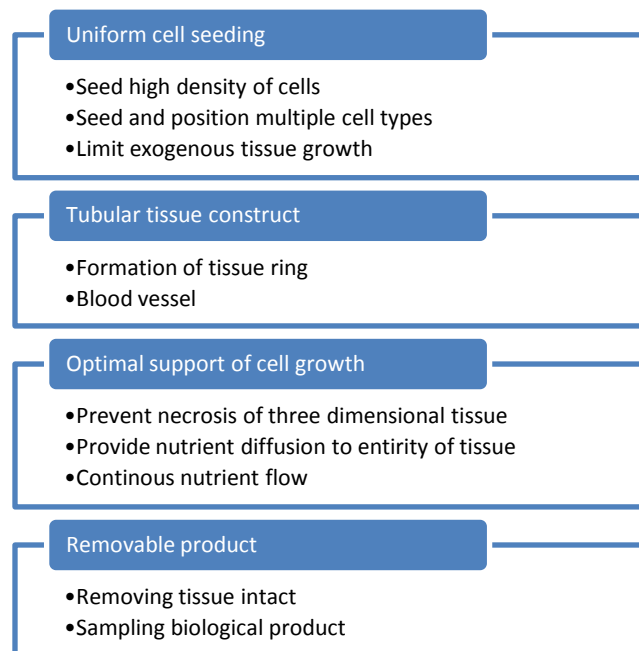 Uniform cell seeding
•Seed high density of cells
•Seed and position multiple cell types
•Limit exogenous tissue growth
Tubular tissue construct
•Formation of tissue ring
•Blood vessel
Optimal support of cell growth
•Prevent necrosis of three dimensional tissue
•Provide nutrient diffusion to entirity of tissue
•Continous nutrient flow
Removable product
•Removing tissue intact
•Sampling biological product